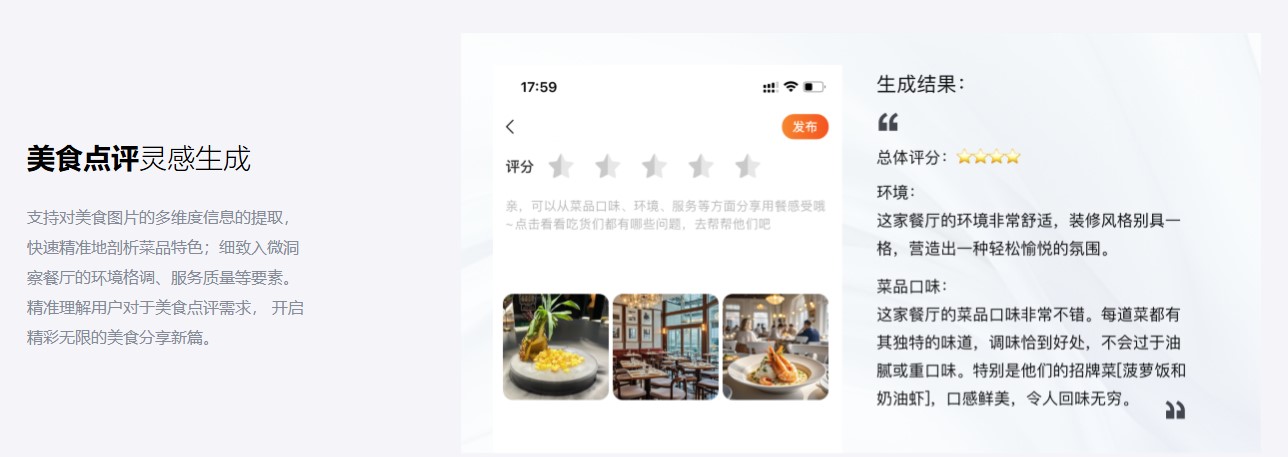 美食点评灵感生成
支持对美食图片的多维度信息的提取，
快速精准地剖析菜品特色；细致入微洞
察餐厅的环境格调、服务质量等要素。
精准理解用户对于美食点评需求， 开启
精彩无限的美食分享新篇。
17:59
发布
评分
亲，可以从菜品口味、环境、服务等方面分享用餐感受哦
~点击看看吃货们都有哪些问题，去帮帮他们吧
生成结果：
“
总体评分：⭐⭐⭐⭐
环境：
这家餐厅的环境非常舒适，装修风格别具一
格，营造出一种轻松愉悦的氛围。
菜品口味：
这家餐厅的菜品口味非常不错。每道菜都有
其独特的味道，调味恰到好处，不会过于油
腻或重口味。特别是他们的招牌菜[菠萝饭和
奶油虾]，口感鲜美，令人回味无穷。
”